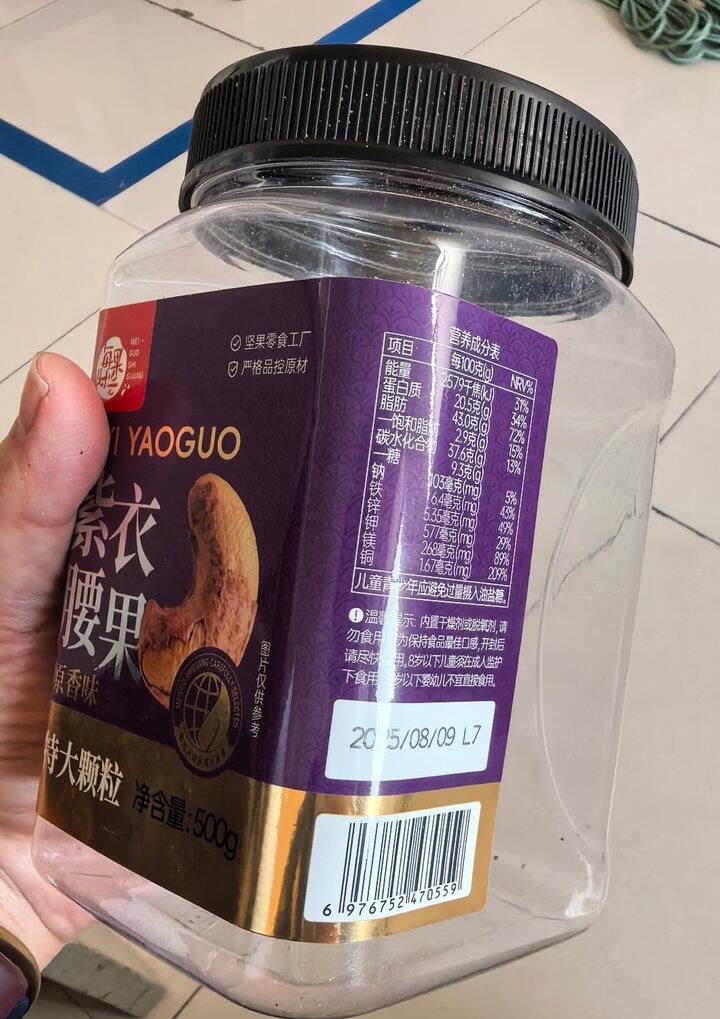 每果时光
MEI·
GUO
SHI
GUANG
坚果零食工厂
严格品控原材
YI YAOGUO
紫衣
腰果
原香味
特大颗粒
净含量:500g
图片仅供参考
MEIGUO SHIGUANG CAREFULLY SELECTED
营养成分表
项目 每100克(g) NRV%
能量 2579千焦(kJ) 31%
蛋白质 20.5克(g) 34%
脂肪 43.0克(g) 72%
—饱和脂肪 2.9克(g) 15%
碳水化合 37.6克(g) 13%
—糖 9.3克(g)
钠 103毫克(mg) 5%
铁 6.4毫克(mg) 43%
锌 5.35毫克(mg) 49%
钾 577毫克(mg) 29%
镁 268毫克(mg) 89%
铜 1.67毫克(mg) 209%
儿童青少年应避免过量摄入油盐糖。
温馨提示: 内置干燥剂或脱氧剂, 请
勿食用 为保持食品最佳口感, 开封后
请尽快 用, 8岁以下儿童须在成人监护
下食用, 岁以下婴幼儿不宜直接食用。
2025/08/09 L7
6 976752 470559